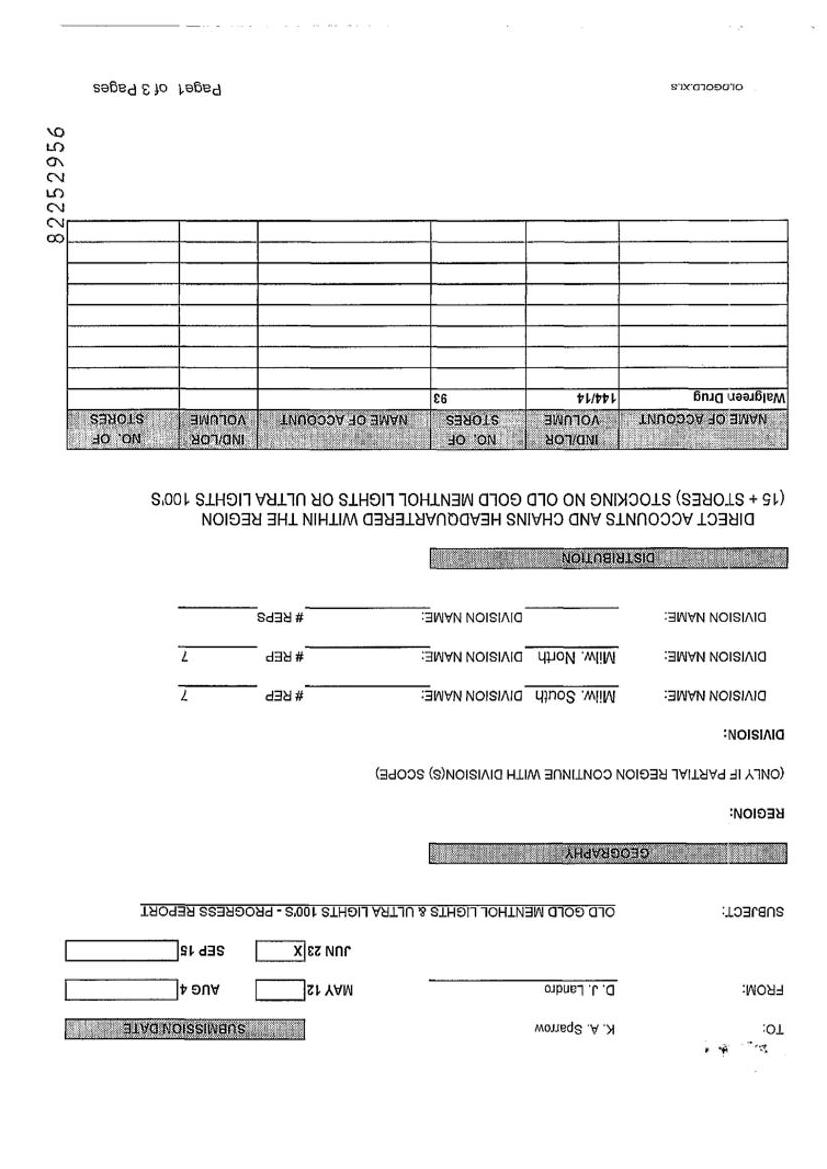 TO: K. A. Sparrow SUBMISSION DATE
FROM: D. J. Landro MAY 12 AUG 4
JUN 23 X SEP 15
SUBJECT: OLD GOLD MENTHOL LIGHTS & ULTRA LIGHTS 100'S - PROGRESS REPORT
GEOGRAPHY
REGION:
(ONLY IF PARTIAL REGION CONTINUE WITH DIVISION(S) SCOPE)
DIVISION:
DIVISION NAME: Milw. South DIVISION NAME: # REP 7
DIVISION NAME: Milw. North DIVISION NAME: # REP 7
DIVISION NAME: DIVISION NAME: # REPS
DISTRIBUTION
DIRECT ACCOUNTS AND CHAINS HEADQUARTERED WITHIN THE REGION
(15 + STORES) STOCKING NO OLD GOLD MENTHOL LIGHTS OR ULTRA LIGHTS 100'S
NAME OF ACCOUNT IND/LOR VOLUME NO. OF STORES NAME OF ACCOUNT IND/LOR VOLUME NO. OF STORES
Walgreen Drug 144/14 93
82252956
OLDGOLD.XLS Page1 of 3 Pages